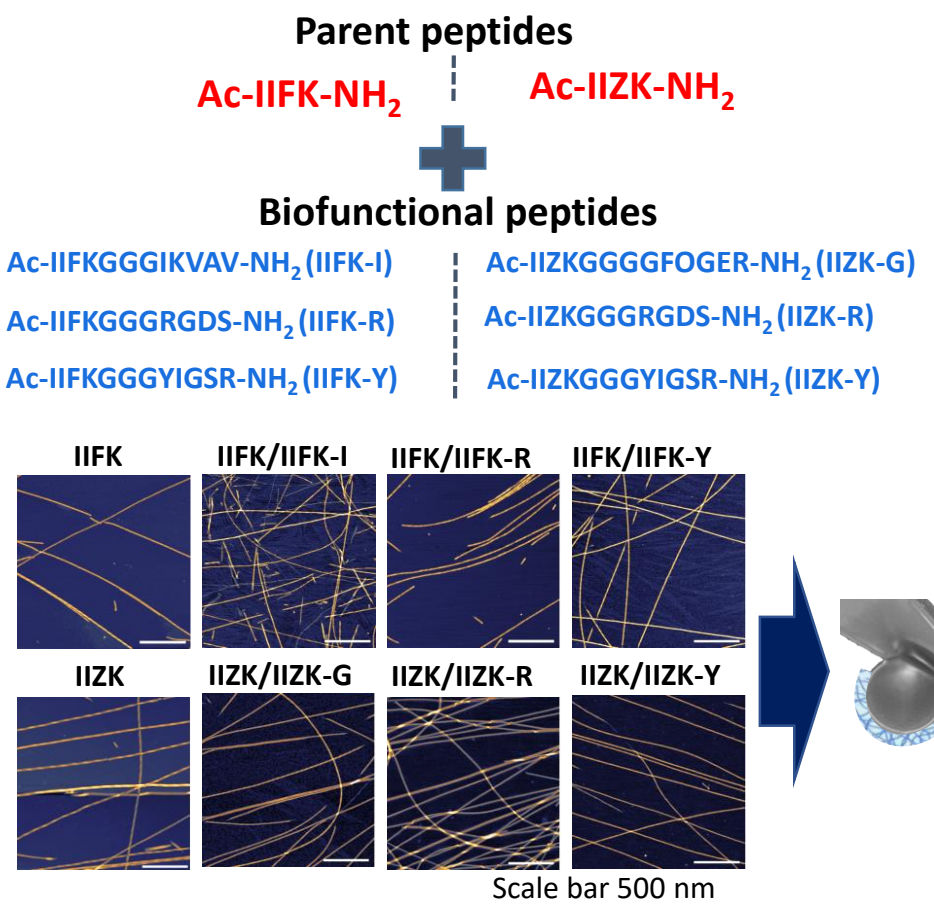 Parent peptides
Ac-IIFK-NH₂
Ac-IIZK-NH₂
Biofunctional peptides
Ac-IIFKGGGIKVAV-NH₂ (IIFK-I)
Ac-IIZKGGGGFOGER-NH₂ (IIZK-G)
Ac-IIFKGGGRGDS-NH₂ (IIFK-R)
Ac-IIZKGGGRGDS-NH₂ (IIZK-R)
Ac-IIFKGGGYIGSR-NH₂ (IIFK-Y)
Ac-IIZKGGGYIGSR-NH₂ (IIZK-Y)
IIFK
IIFK/IIFK-I
IIFK/IIFK-R
IIFK/IIFK-Y
IIZK
IIZK/IIZK-G
IIZK/IIZK-R
IIZK/IIZK-Y
Scale bar 500 nm